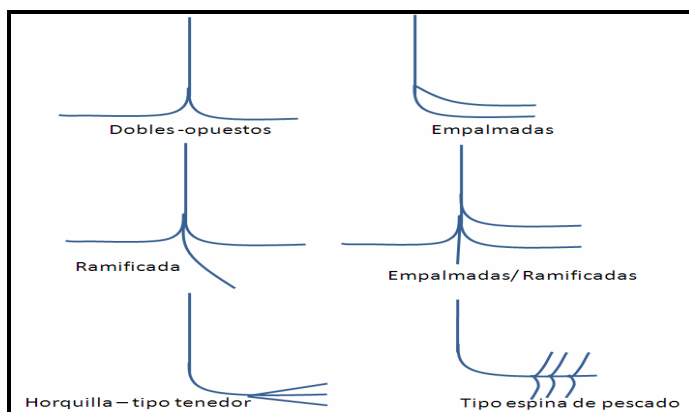 Dobles-opuestos
Empalmadas
Ramificada
Empalmadas/Ramificadas
Horquilla – tipo tenedor
Tipo espina de pescado